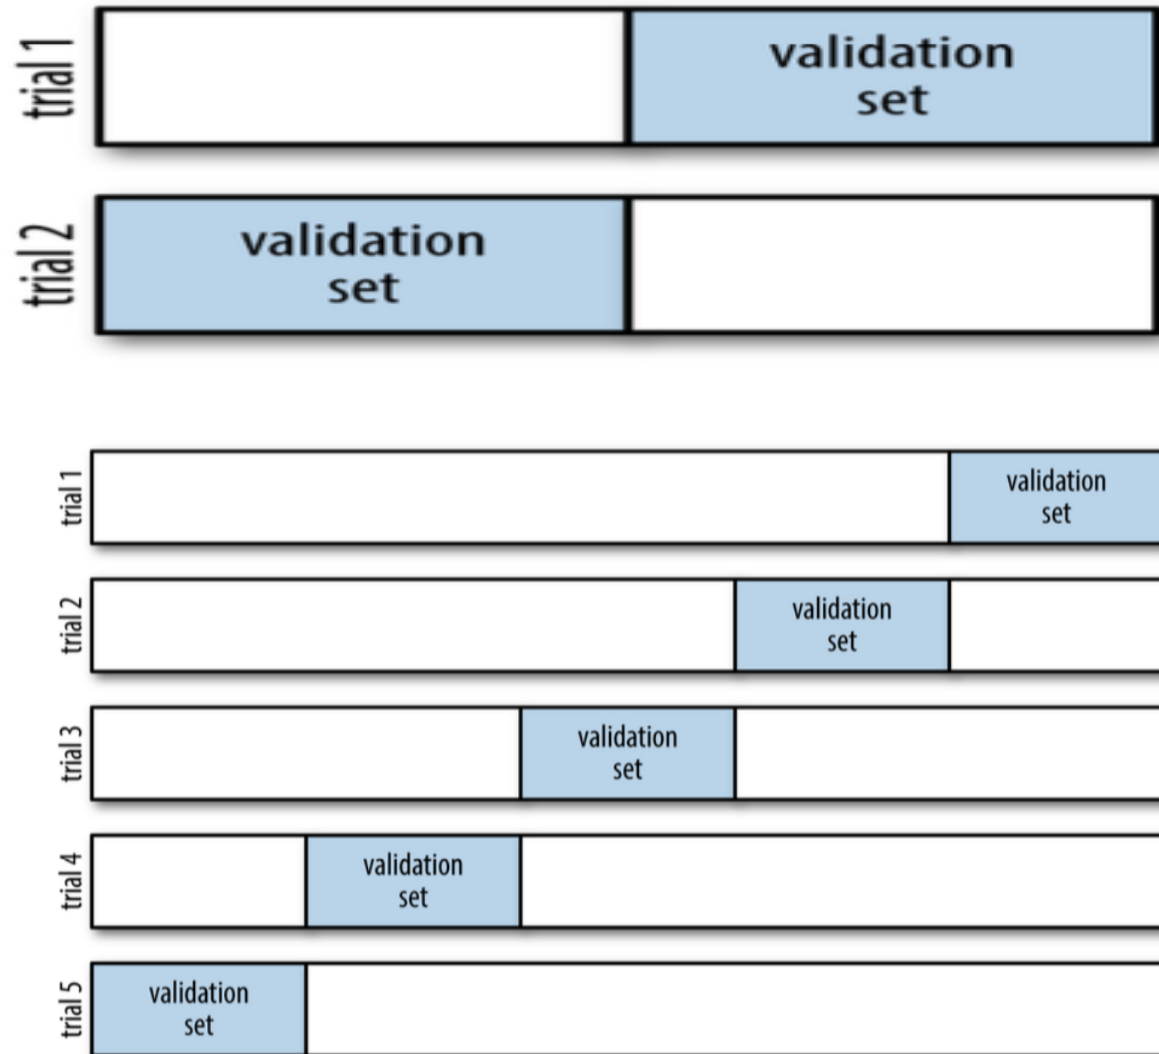 trial 1
validation
set
trial 2
validation
set
trial 1
validation
set
trial 2
validation
set
trial 3
validation
set
trial 4
validation
set
trial 5
validation
set